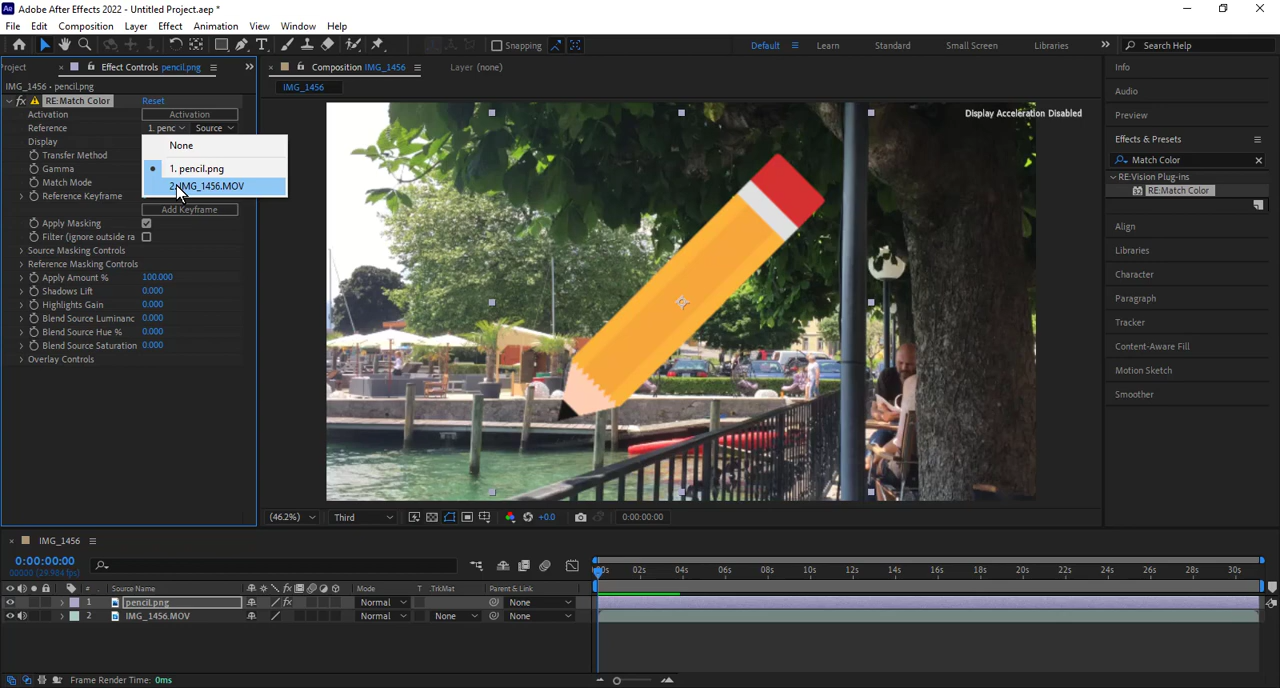 Adobe After Effects 2022 - Untitled Project.aep *
File Edit Composition Layer Effect Animation View Window Help
Snapping Default Learn Standard Small Screen Libraries Search Help
roject Effect Controls pencil.png Composition IMG_1456 Layer (none) Info
IMG_1456 • pencil.png IMG_1456
fx RE:Match Color Reset Audio
Activation Activation Display Acceleration Disabled Preview
Reference 1. penc Source
Display Effects & Presets
None
Transfer Method Match Color
Gamma 1. pencil.png
RE:Vision Plug-ins
Match Mode 2. IMG_1456.MOV
RE:Match Color
Reference Keyframe
Add Keyframe
Apply Masking Align
Filter (ignore outside ra
Source Masking Controls Libraries
Reference Masking Controls
Apply Amount % 100.000 Character
Shadows Lift 0.000
Highlights Gain 0.000 Paragraph
Blend Source Luminanc 0.000 Tracker
Blend Source Hue % 0.000
Blend Source Saturation 0.000 Content-Aware Fill
Overlay Controls
Motion Sketch
Smoother
(46.2%) Third +0.0 0:00:00:00
IMG_1456
0:00:00:00
00000 (29.984 fps)
:00s 02s 04s 06s 08s 10s 12s 14s 16s 18s 20s 22s 24s 26s 28s 30s
# Source Name fx Mode T .TrkMat Parent & Link
1 pencil.png fx Normal None
2 IMG_1456.MOV Normal None None
Frame Render Time: 0ms